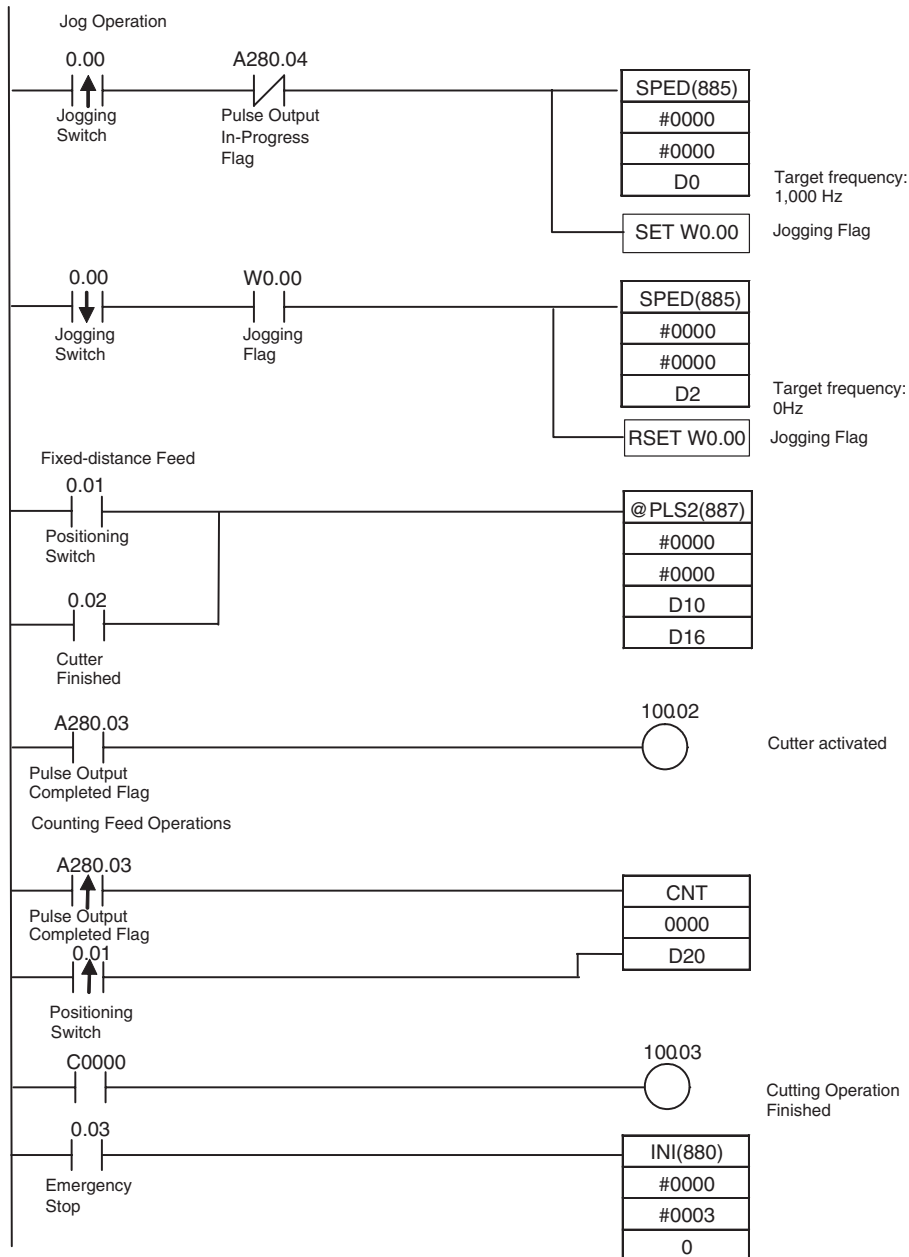 Jog Operation
0.00
A280.04
Jogging
Switch
Pulse Output
In-Progress
Flag
SPED(885)
#0000
#0000
D0
Target frequency:
1,000 Hz
SET W0.00
Jogging Flag
0.00
W0.00
Jogging
Switch
Jogging
Flag
SPED(885)
#0000
#0000
D2
Target frequency:
0Hz
RSET W0.00
Jogging Flag
Fixed-distance Feed
0.01
Positioning
Switch
@PLS2(887)
#0000
#0000
D10
D16
0.02
Cutter
Finished
A280.03
Pulse Output
Completed Flag
100.02
Cutter activated
Counting Feed Operations
A280.03
Pulse Output
Completed Flag
CNT
0000
D20
0.01
Positioning
Switch
C0000
100.03
Cutting Operation
Finished
0.03
Emergency
Stop
INI(880)
#0000
#0003
0